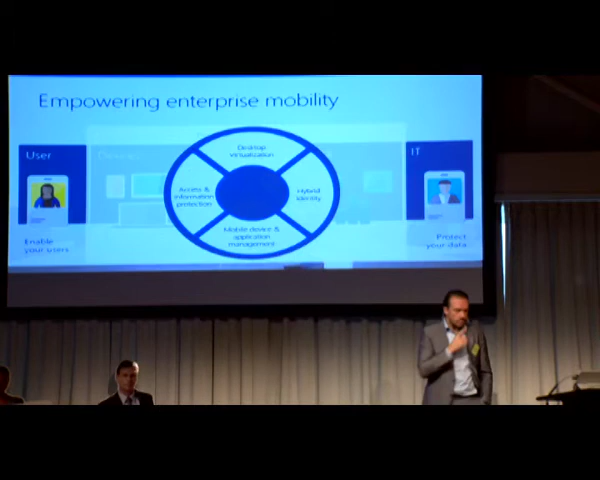 Empowering enterprise mobility
User
Devices
IT
Desktop
virtualization
Access &
information
protection
Hybrid
identity
Mobile device &
application
management
Enable
your users
Protect
your data